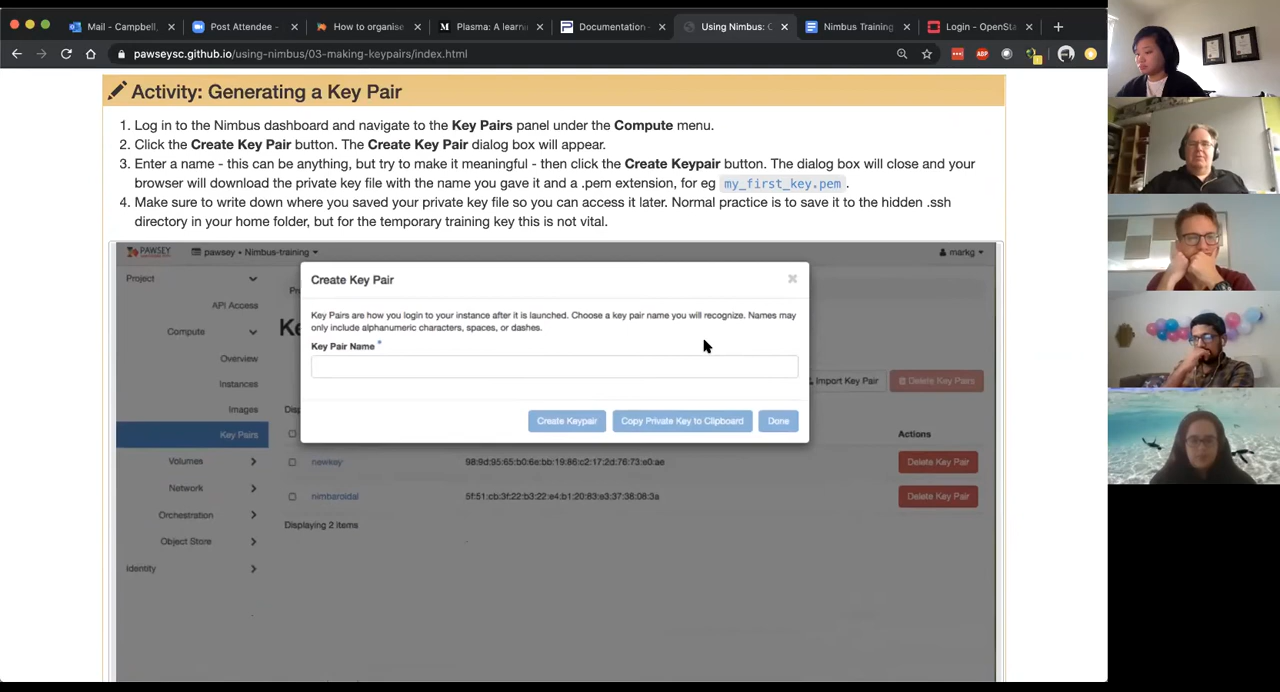 Mail - Campbell,
Post Attendee -
How to organise
Plasma: A learni
Documentation -
Using Nimbus: C
Nimbus Training
Login - OpenSta
pawseysc.github.io/using-nimbus/03-making-keypairs/index.html
ABP
Activity: Generating a Key Pair
1. Log in to the Nimbus dashboard and navigate to the Key Pairs panel under the Compute menu.
2. Click the Create Key Pair button. The Create Key Pair dialog box will appear.
3. Enter a name - this can be anything, but try to make it meaningful - then click the Create Keypair button. The dialog box will close and your
browser will download the private key file with the name you gave it and a .pem extension, for eg my_first_key.pem.
4. Make sure to write down where you saved your private key file so you can access it later. Normal practice is to save it to the hidden .ssh
directory in your home folder, but for the temporary training key this is not vital.
PAWSEY
pawsey • Nimbus-training
markg
Project
API Access
Compute
Overview
Instances
Images
Key Pairs
Volumes
Network
Orchestration
Object Store
Identity
Create Key Pair
Key Pairs are how you login to your instance after it is launched. Choose a key pair name you will recognize. Names may
only include alphanumeric characters, spaces, or dashes.
Key Pair Name *
Create Keypair
Copy Private Key to Clipboard
Done
Import Key Pair
Delete Key Pairs
Actions
newkey
98:9d:95:65:b0:6e:bb:19:86:c2:17:2d:76:73:e0:ae
Delete Key Pair
nimbaroidal
5f:51:cb:3f:22:b3:22:e4:b1:20:83:e3:37:38:08:3a
Delete Key Pair
Displaying 2 items